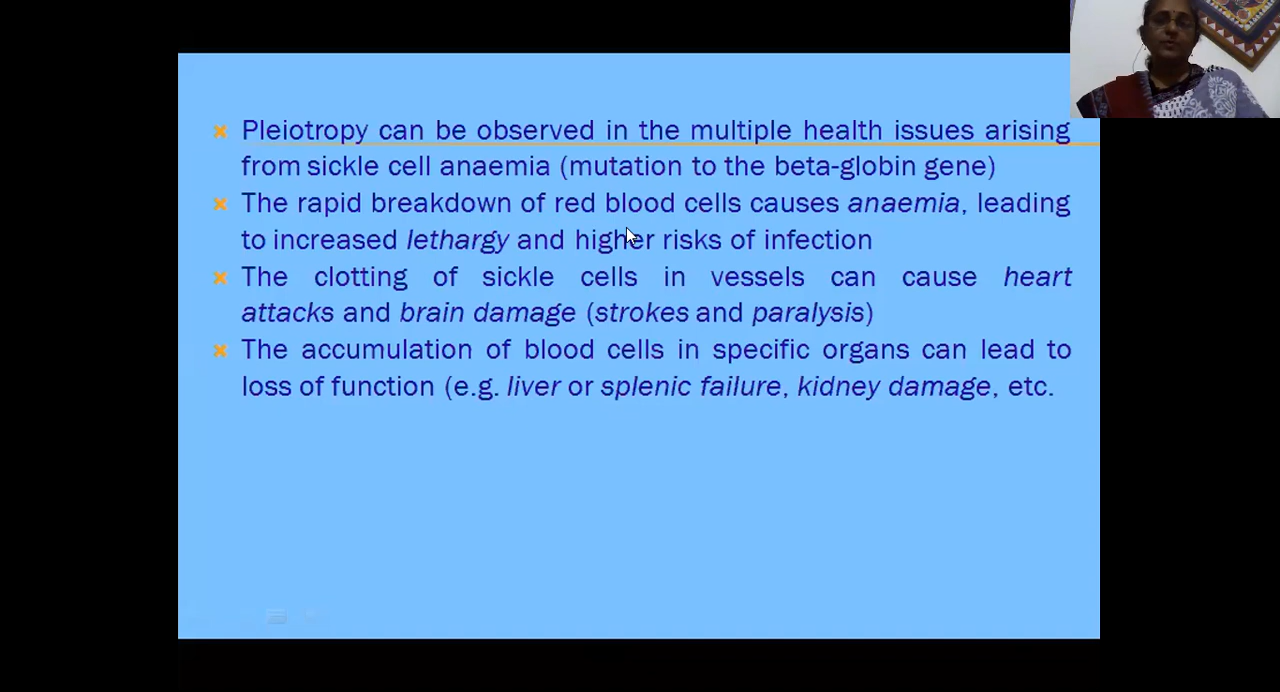 Pleiotropy can be observed in the multiple health issues arising
from sickle cell anaemia (mutation to the beta-globin gene)
The rapid breakdown of red blood cells causes anaemia, leading
to increased lethargy and higher risks of infection
The clotting of sickle cells in vessels can cause heart
attacks and brain damage (strokes and paralysis)
The accumulation of blood cells in specific organs can lead to
loss of function (e.g. liver or splenic failure, kidney damage, etc.